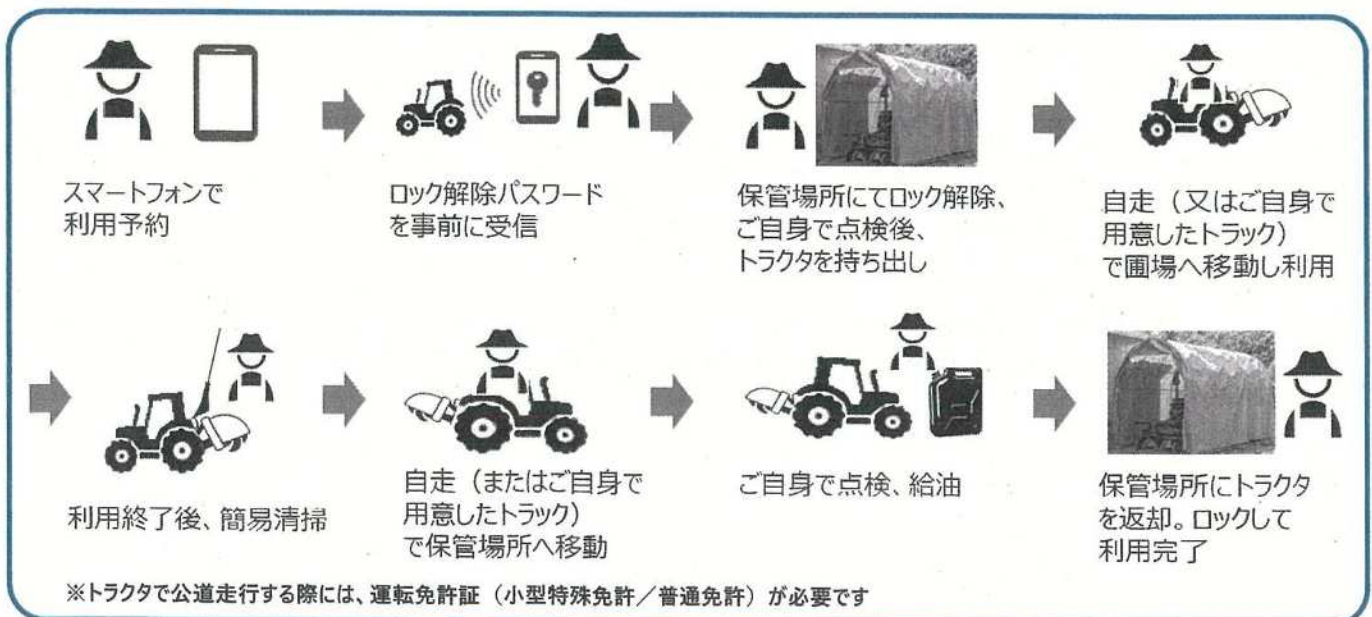 スマートフォンで
利用予約
ロック解除パスワード
を事前に受信
保管場所にてロック解除、
ご自身で点検後、
トラクタを持ち出し
自走（又はご自身で
用意したトラック）
で圃場へ移動し利用
利用終了後、簡易清掃
自走（またはご自身で
用意したトラック）
で保管場所へ移動
ご自身で点検、給油
保管場所にトラクタ
を返却。ロックして
利用完了
※トラクタで公道走行する際には、運転免許証（小型特殊免許／普通免許）が必要です